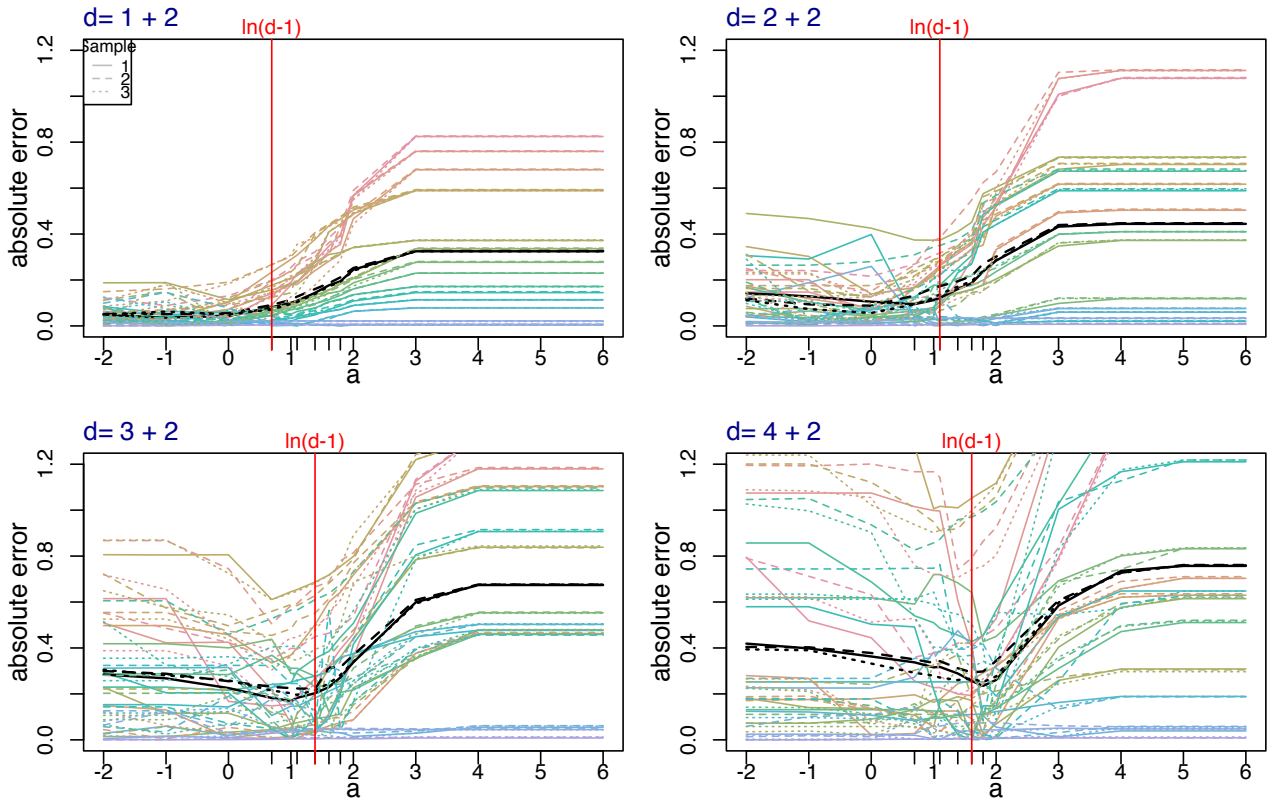 d= 1 + 2
ln(d-1)
Sample
1
2
3
absolute error
0.0 0.4 0.8 1.2
-2 -1 0 1 2 3 4 5 6
a
d= 2 + 2
ln(d-1)
absolute error
0.0 0.4 0.8 1.2
-2 -1 0 1 2 3 4 5 6
a
d= 3 + 2
ln(d-1)
absolute error
0.0 0.4 0.8 1.2
-2 -1 0 1 2 3 4 5 6
a
d= 4 + 2
ln(d-1)
absolute error
0.0 0.4 0.8 1.2
-2 -1 0 1 2 3 4 5 6
a